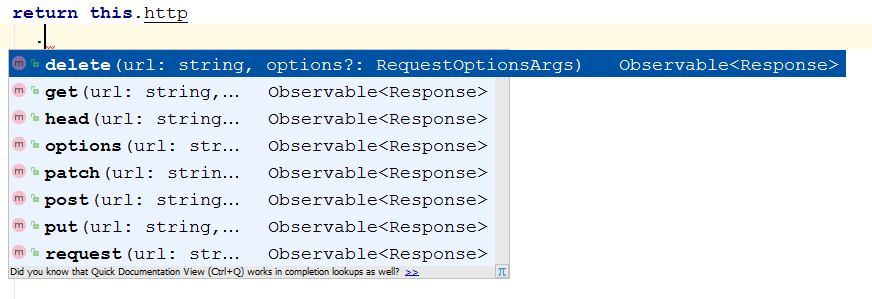 return this.http
.
m delete(url: string, options?: RequestOptionsArgs) Observable<Response>
m get(url: string,… Observable<Response>
m head(url: string… Observable<Response>
m options(url: str… Observable<Response>
m patch(url: strin… Observable<Response>
m post(url: string… Observable<Response>
m put(url: string,… Observable<Response>
m request(url: str… Observable<Response>
Did you know that Quick Documentation View (Ctrl+Q) works in completion lookups as well? >> π